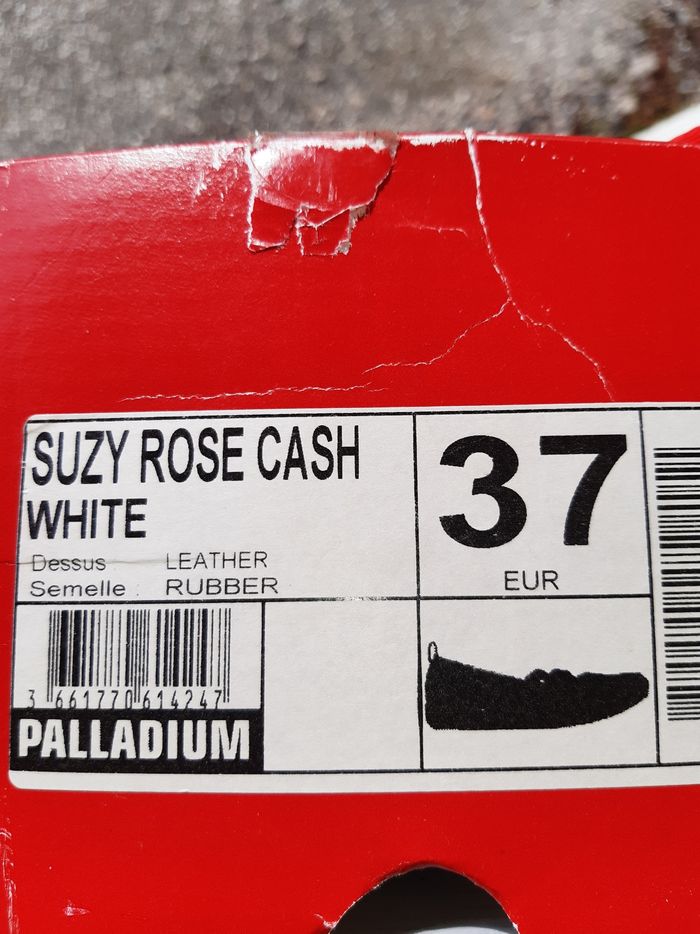 SUZY ROSE CASH
WHITE
Dessus : LEATHER
Semelle : RUBBER
37
EUR
3 661770 614247
PALLADIUM